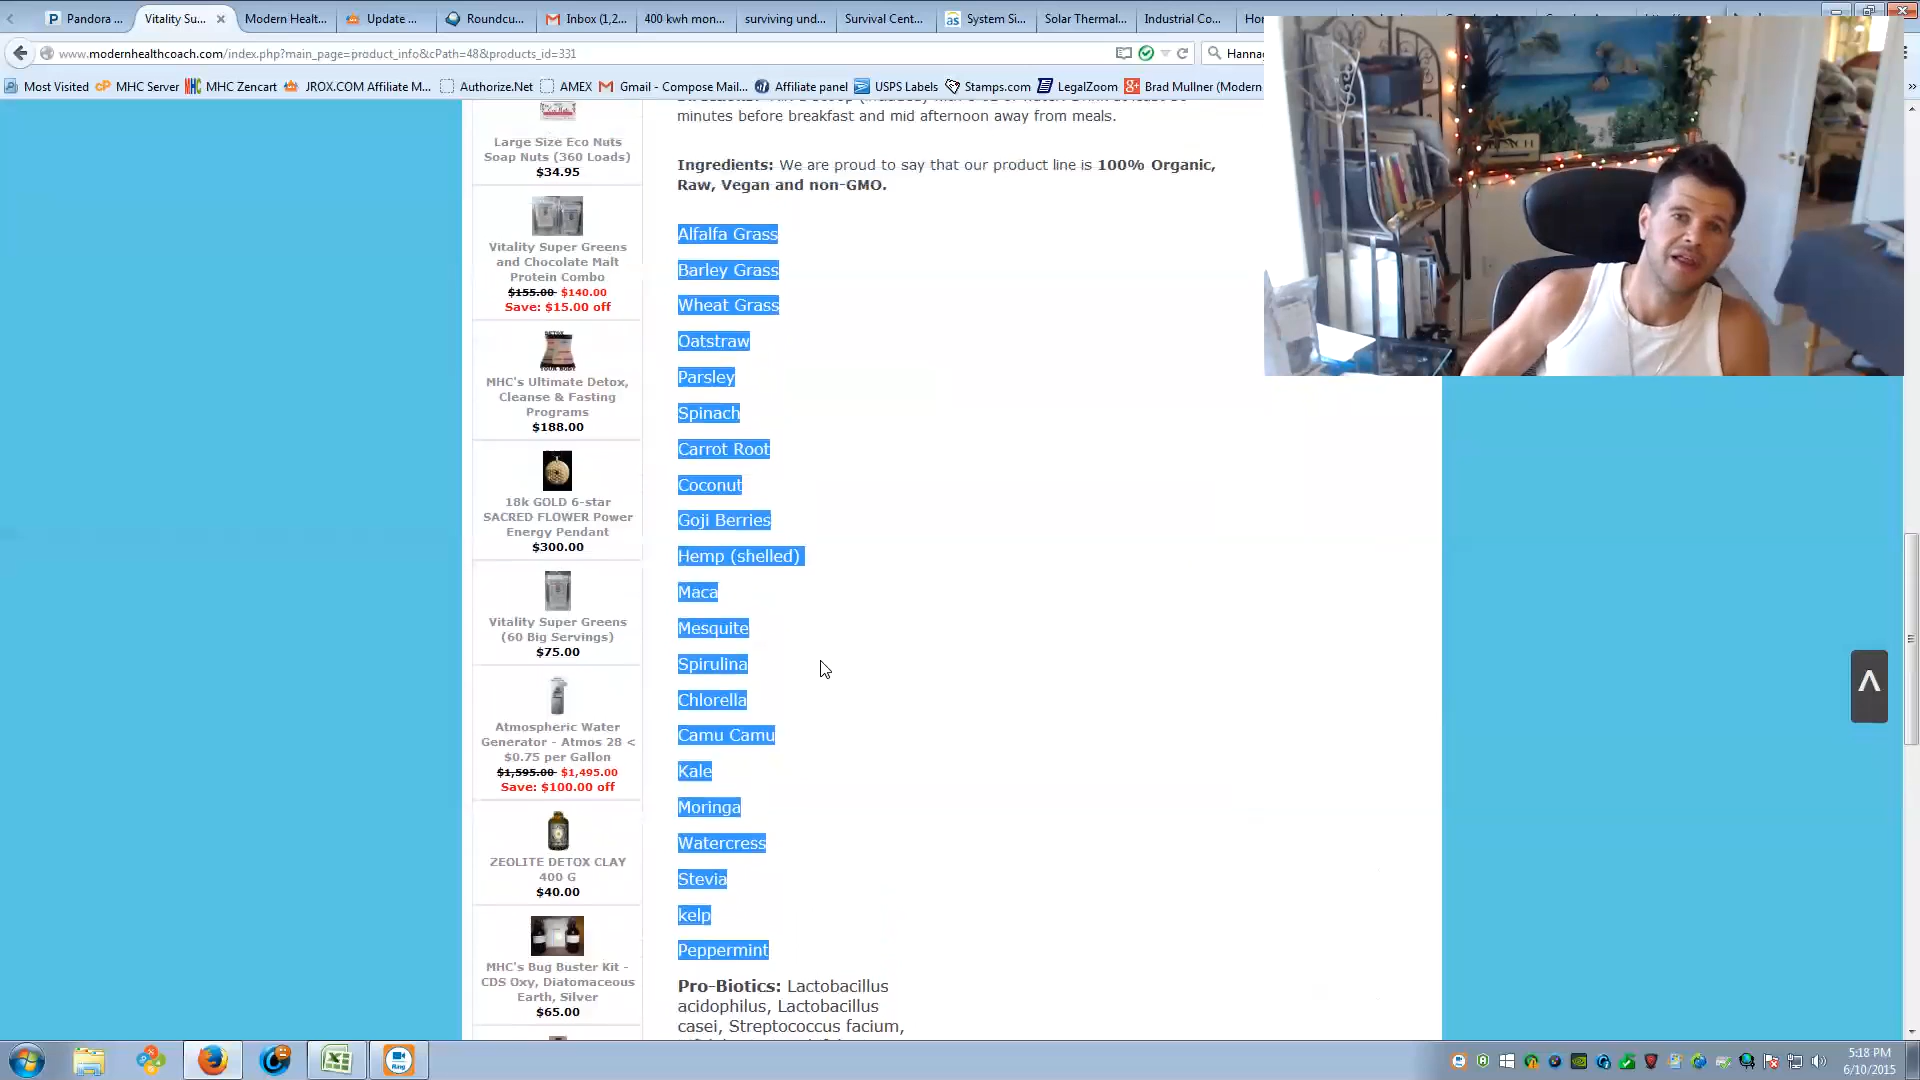 Pandora ...
Vitality Su...
Modern Healt...
Update ...
Roundcu...
Inbox (1,2...
400 kwh mon...
surviving und...
Survival Cent...
System Si...
Solar Thermal...
Industrial Co...
www.modernhealthcoach.com/index.php?main_page=product_info&cPath=48&products_id=331
Hanna
Most Visited
MHC Server
MHC Zencart
JROX.COM Affiliate M...
Authorize.Net
AMEX
Gmail - Compose Mail...
Affiliate panel
USPS Labels
Stamps.com
LegalZoom
Brad Mullner (Modern
Large Size Eco Nuts
Soap Nuts (360 Loads)
$34.95
Vitality Super Greens
and Chocolate Malt
Protein Combo
$155.00 $140.00
Save: $15.00 off
MHC's Ultimate Detox,
Cleanse & Fasting
Programs
$188.00
18k GOLD 6-star
SACRED FLOWER Power
Energy Pendant
$300.00
Vitality Super Greens
(60 Big Servings)
$75.00
Atmospheric Water
Generator - Atmos 28 <
$0.75 per Gallon
$1,595.00 $1,495.00
Save: $100.00 off
ZEOLITE DETOX CLAY
400 G
$40.00
MHC's Bug Buster Kit -
CDS Oxy, Diatomaceous
Earth, Silver
$65.00
minutes before breakfast and mid afternoon away from meals.
Ingredients: We are proud to say that our product line is 100% Organic,
Raw, Vegan and non-GMO.
Alfalfa Grass
Barley Grass
Wheat Grass
Oatstraw
Parsley
Spinach
Carrot Root
Coconut
Goji Berries
Hemp (shelled)
Maca
Mesquite
Spirulina
Chlorella
Camu Camu
Kale
Moringa
Watercress
Stevia
kelp
Peppermint
Pro-Biotics: Lactobacillus
acidophilus, Lactobacillus
casei, Streptococcus facium,
5:18 PM
6/10/2015